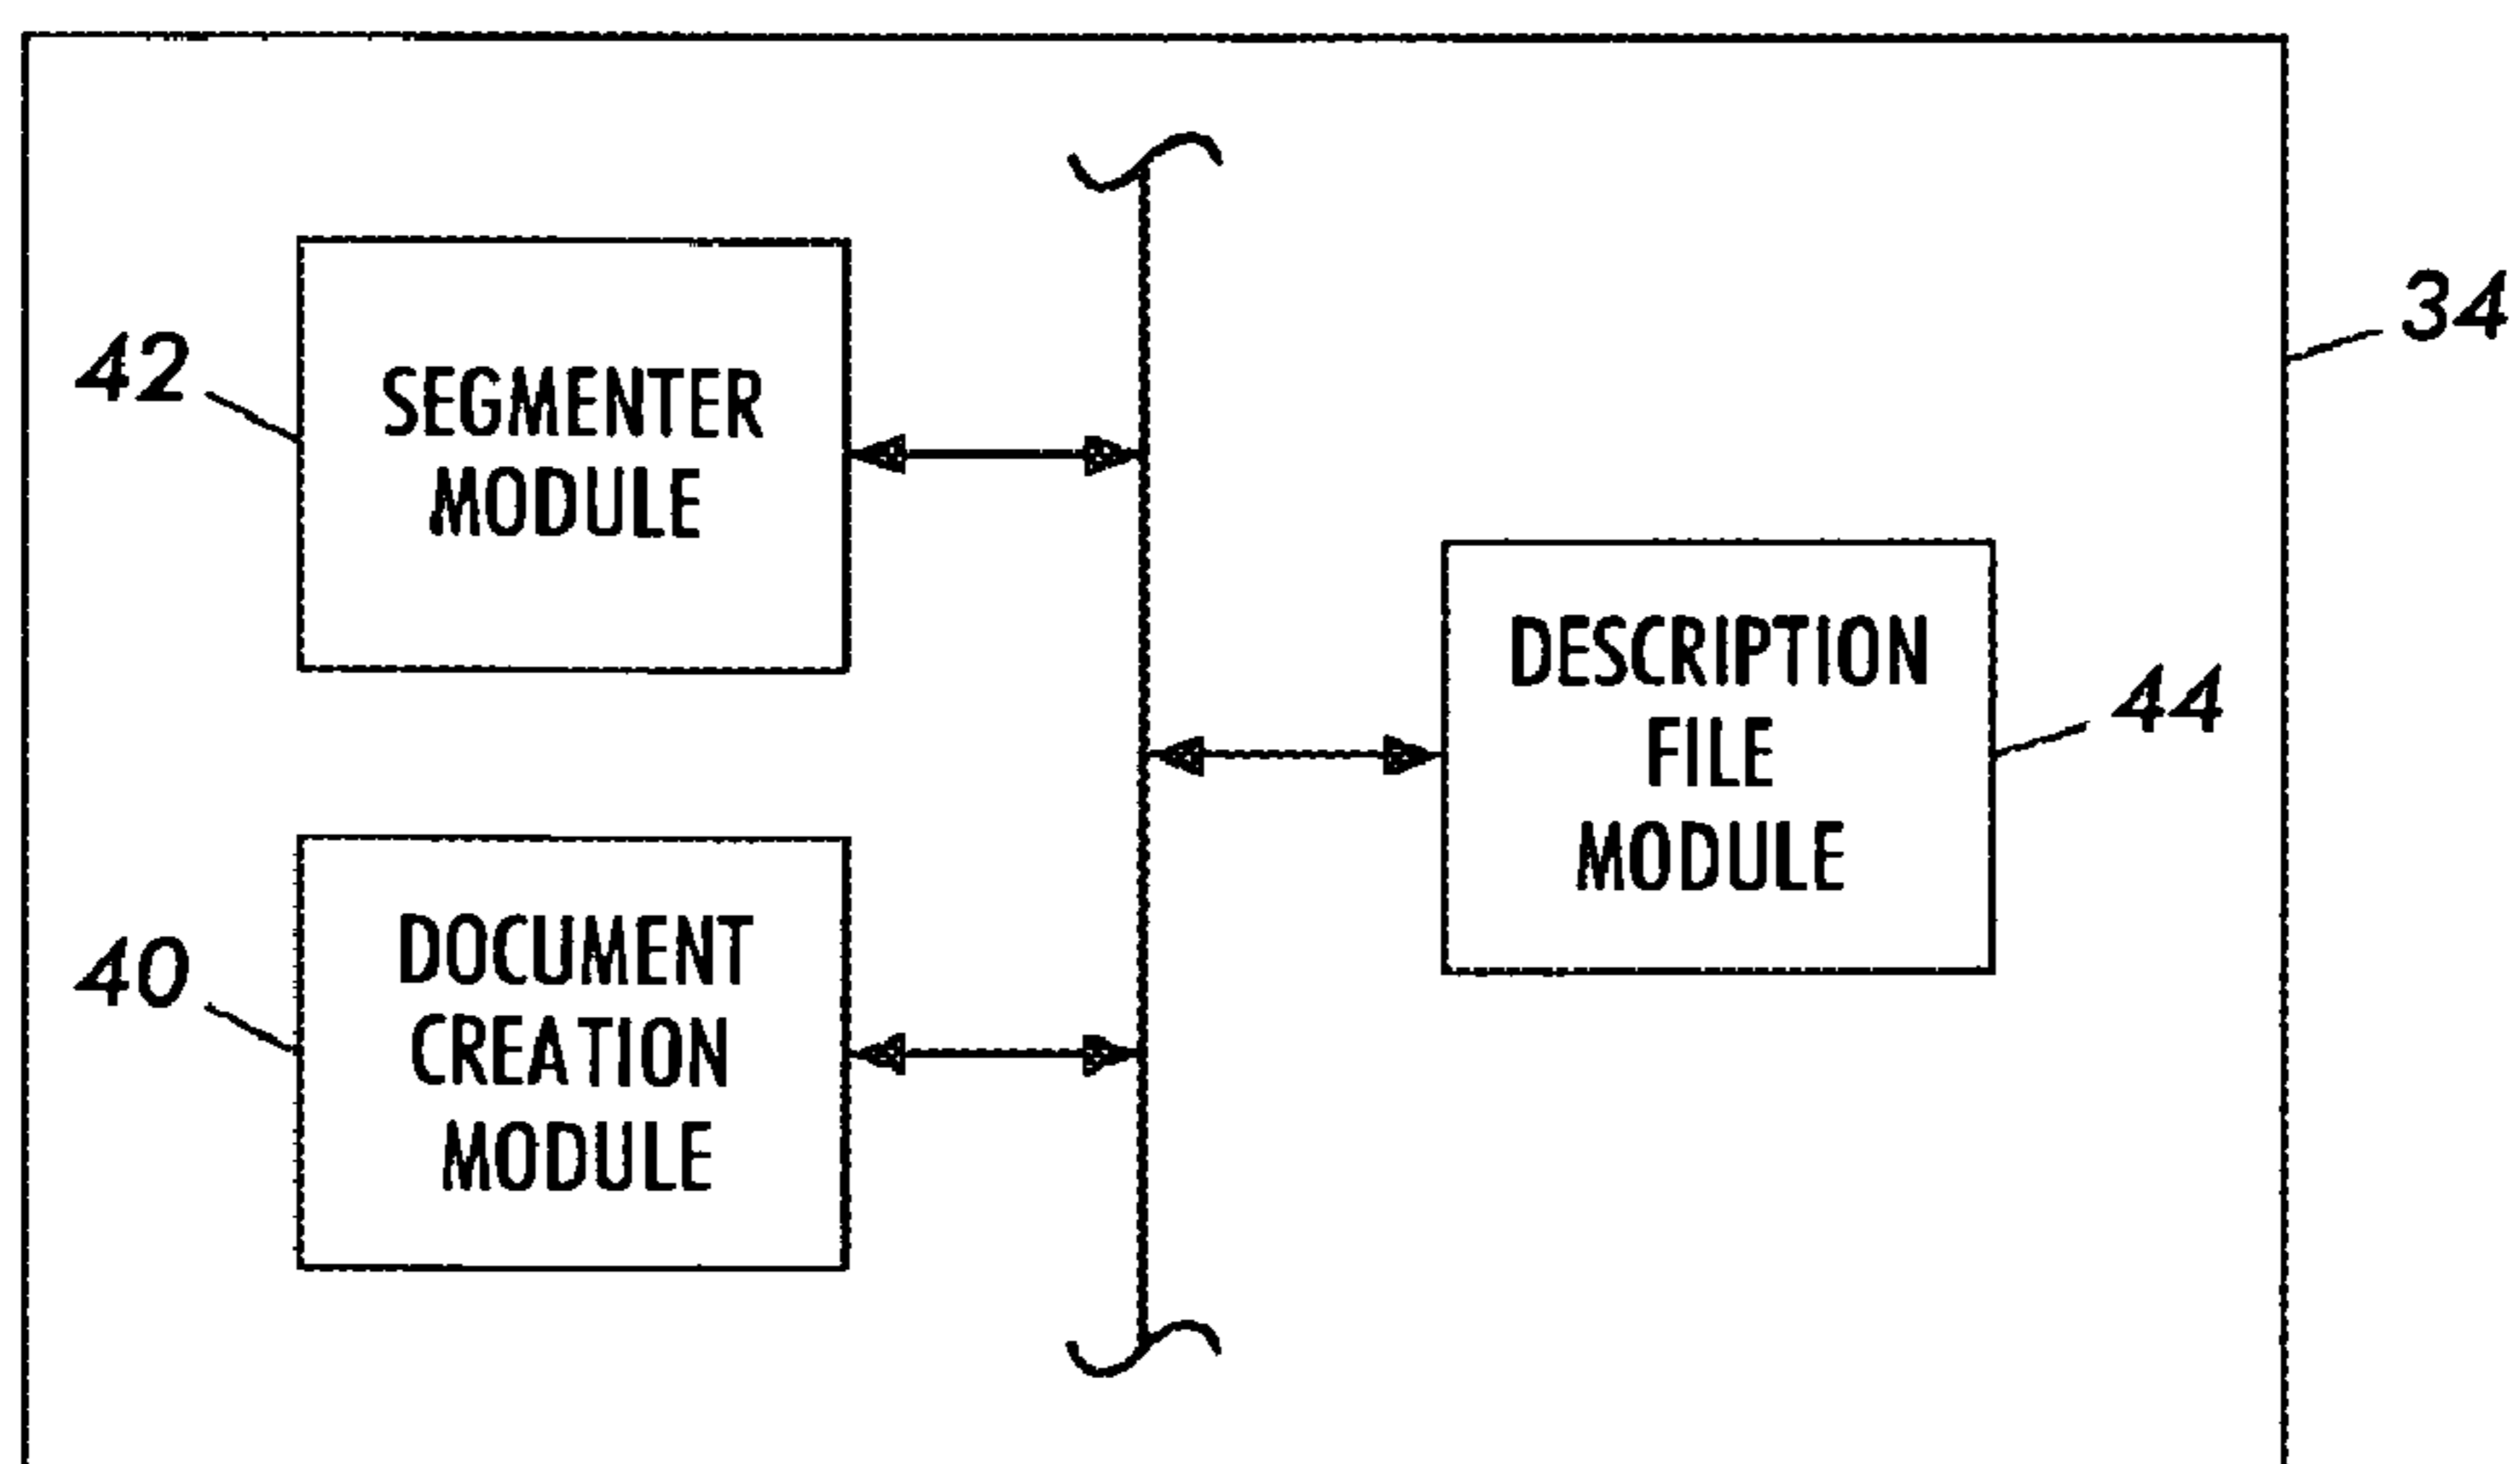 34
42
SEGMENTER
MODULE
DESCRIPTION
FILE
MODULE
44
40
DOCUMENT
CREATION
MODULE